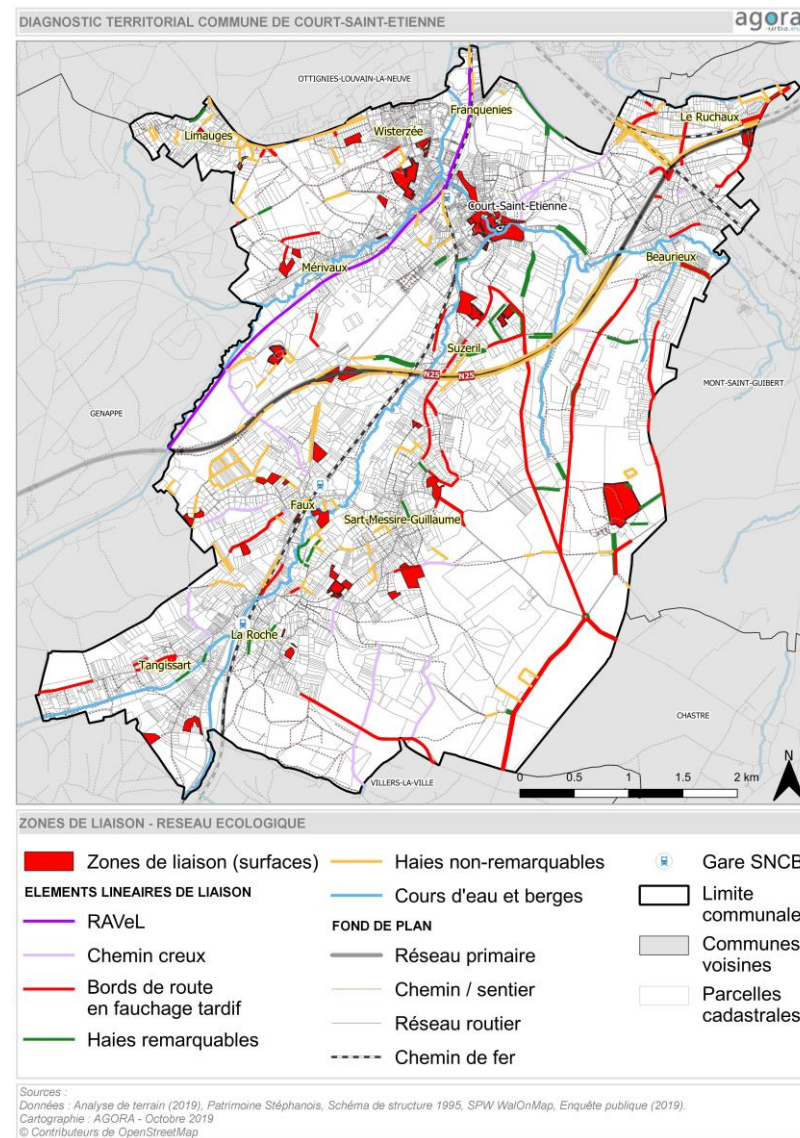 DIAGNOSTIC TERRITORIAL COMMUNE DE COURT-SAINT-ETIENNE
agora
-urba.eu
OTTIGNIES-LOUVAIN-LA-NEUVE
Franquenies
Le Ruchaux
Limauges
Wisterzée
Court-Saint-Etienne
Mérivaux
Beaurieux
Suzeril
N25 N25
MONT-SAINT-GUIBERT
GENAPPE
Faux
Sart-Messire-Guillaume
La Roche
Tangissart
CHASTRE
VILLERS-LA-VILLE
N
0 0.5 1 1.5 2 km
ZONES DE LIAISON - RESEAU ECOLOGIQUE
Zones de liaison (surfaces)
ELEMENTS LINEAIRES DE LIAISON
RAVeL
Chemin creux
Bords de route
en fauchage tardif
Haies remarquables
Haies non-remarquables
Cours d'eau et berges
FOND DE PLAN
Réseau primaire
Chemin / sentier
Réseau routier
Chemin de fer
Gare SNCB
Limite
communale
Communes
voisines
Parcelles
cadastrales
Sources :
Données : Analyse de terrain (2019), Patrimoine Stéphanois, Schéma de structure 1995, SPW WalOnMap, Enquête publique (2019).
Cartographie : AGORA - Octobre 2019
© Contributeurs de OpenStreetMap